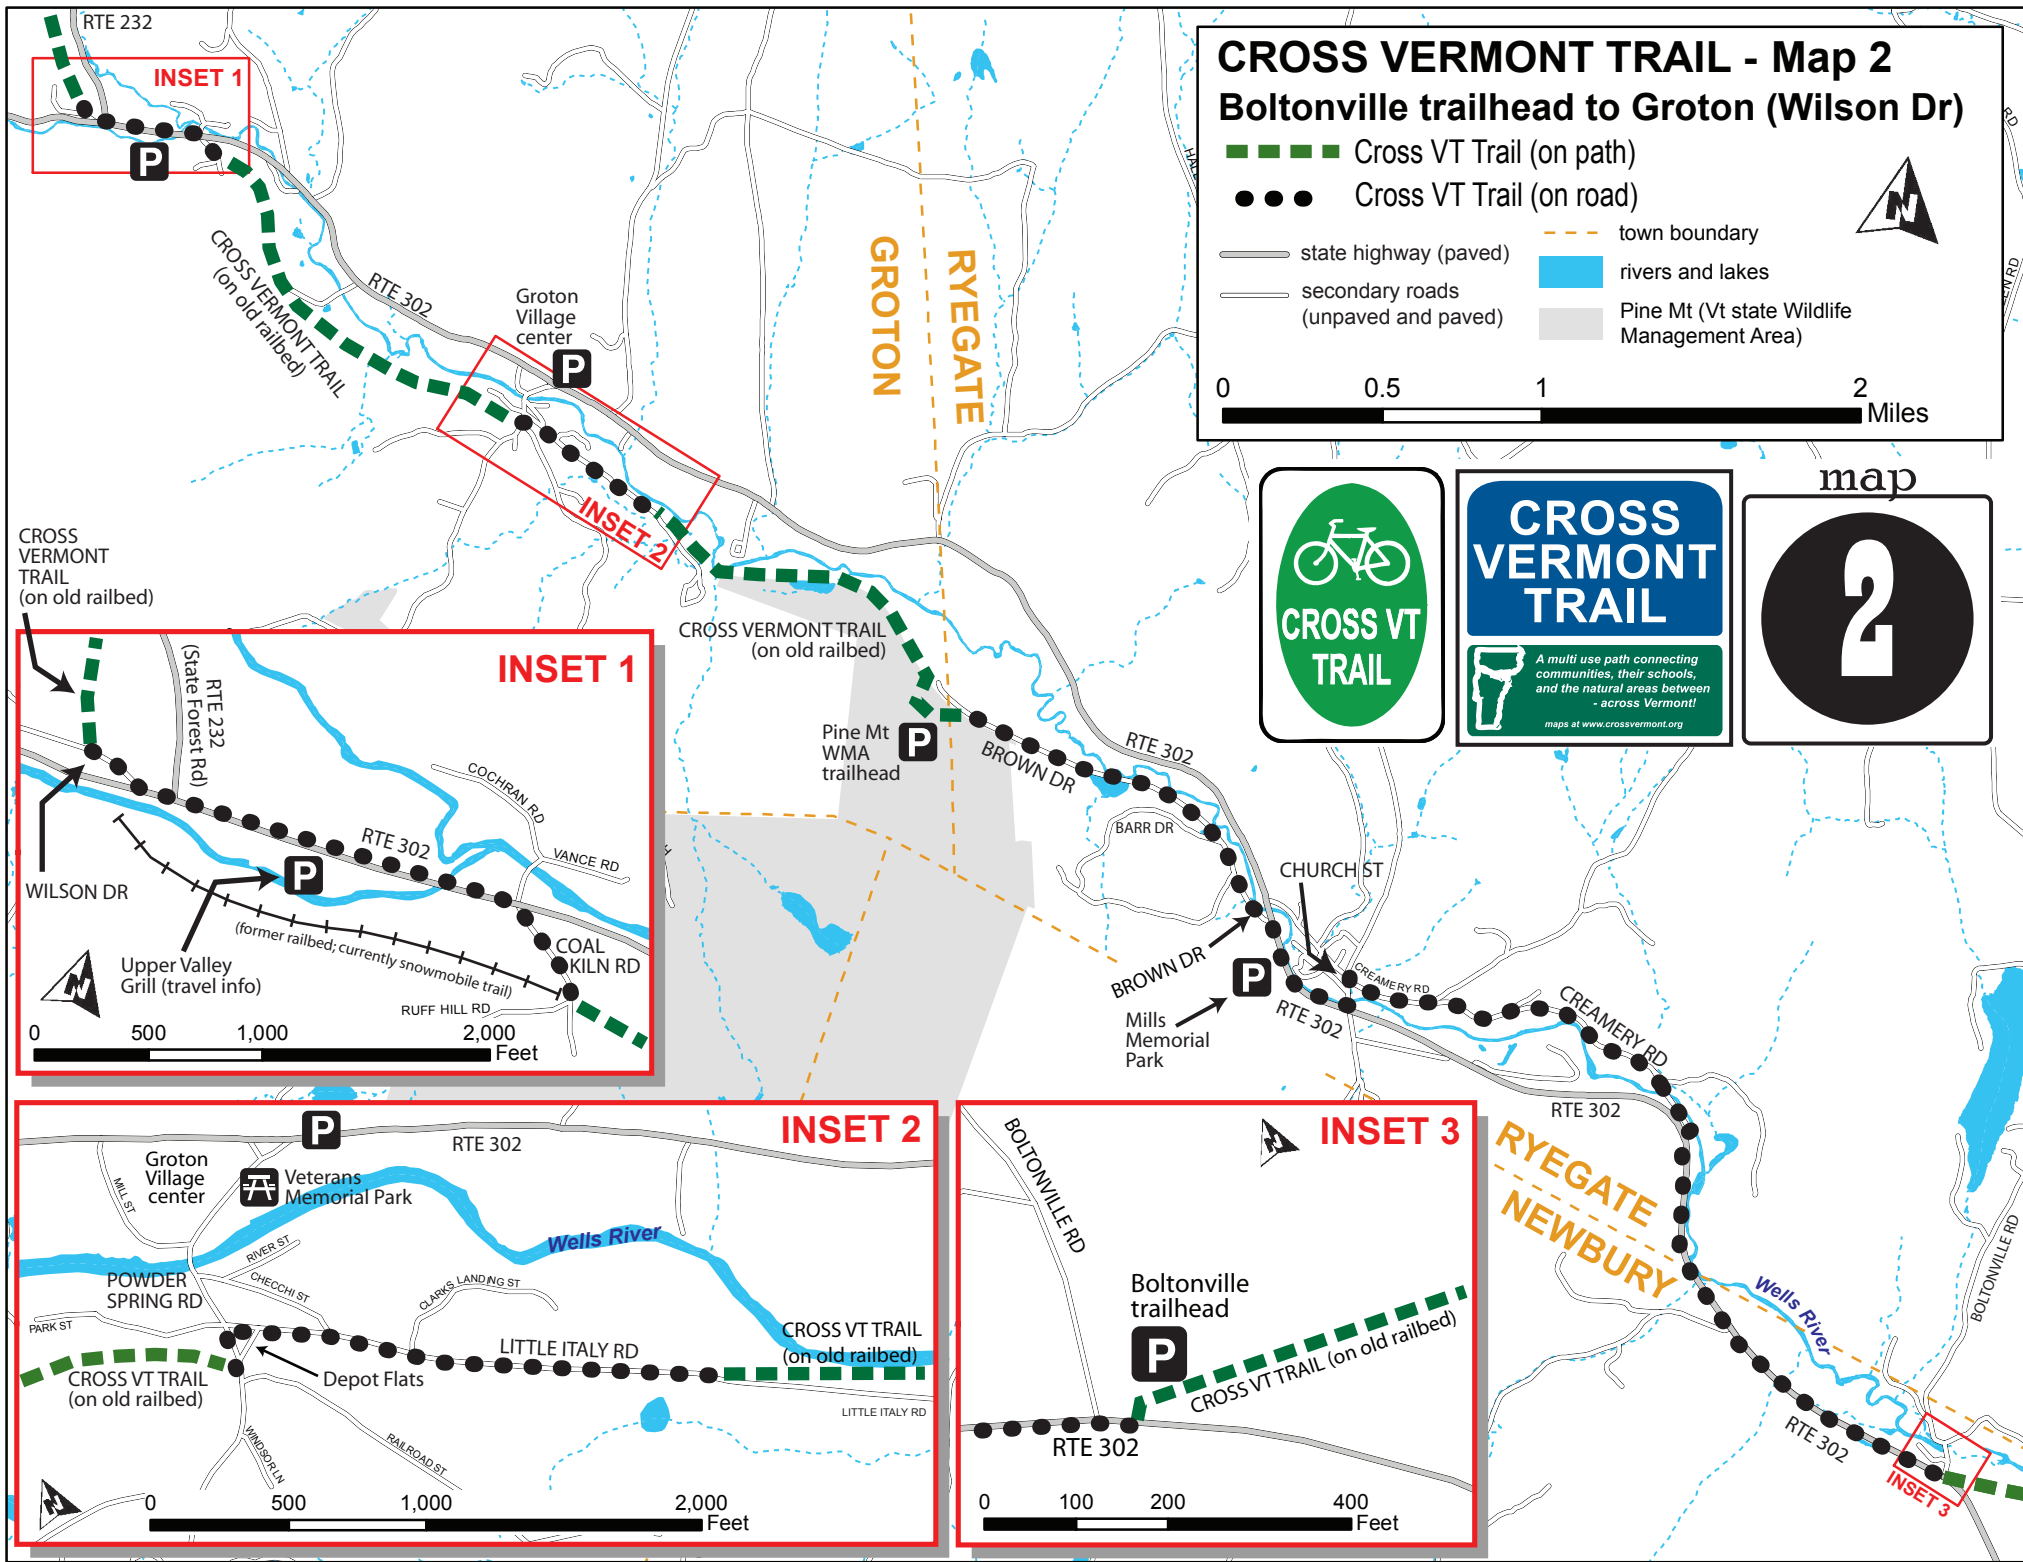 RTE 232
INSET 1
P
CROSS VERMONT TRAIL
(on old railbed)
RTE 302
Groton
Village
center
P
INSET 2
GROTON
RYEGATE
CROSS VERMONT TRAIL - Map 2
Boltonville trailhead to Groton (Wilson Dr)
Cross VT Trail (on path)
Cross VT Trail (on road)
state highway (paved)
secondary roads
(unpaved and paved)
town boundary
rivers and lakes
Pine Mt (Vt state Wildlife
Management Area)
N
0 0.5 1 2
Miles
RD
CROSS VT
TRAIL
CROSS
VERMONT
TRAIL
A multi use path connecting
communities, their schools,
and the natural areas between
- across Vermont!
maps at www.crossvermont.org
map
2
CROSS
VERMONT
TRAIL
(on old railbed)
CROSS VERMONT TRAIL
(on old railbed)
Pine Mt
WMA
trailhead
P
BROWN DR
RTE 302
BARR DR
CHURCH ST
BROWN DR
P
Mills
Memorial
Park
RTE 302
CREAMERY RD
CREAMERY RD
RTE 302
RYEGATE
NEWBURY
Wells River
BOLTONVILLE RD
RTE 302
INSET 3
INSET 1
RTE 232
(State Forest Rd)
COCHRAN RD
VANCE RD
RTE 302
P
WILSON DR
(former railbed; currently snowmobile trail)
COAL
KILN RD
Upper Valley
Grill (travel info)
RUFF HILL RD
N
0 500 1,000 2,000
Feet
INSET 2
P
RTE 302
Groton
Village
center
MILL ST
Veterans
Memorial Park
Wells River
RIVER ST
POWDER
SPRING RD
CHECCHI ST
CLARKS LANDING ST
PARK ST
LITTLE ITALY RD
CROSS VT TRAIL
(on old railbed)
CROSS VT TRAIL
(on old railbed)
Depot Flats
LITTLE ITALY RD
WINDSOR LN
RAILROAD ST
N
0 500 1,000 2,000
Feet
INSET 3
N
BOLTONVILLE RD
Boltonville
trailhead
P
CROSS VT TRAIL (on old railbed)
RTE 302
0 100 200 400
Feet